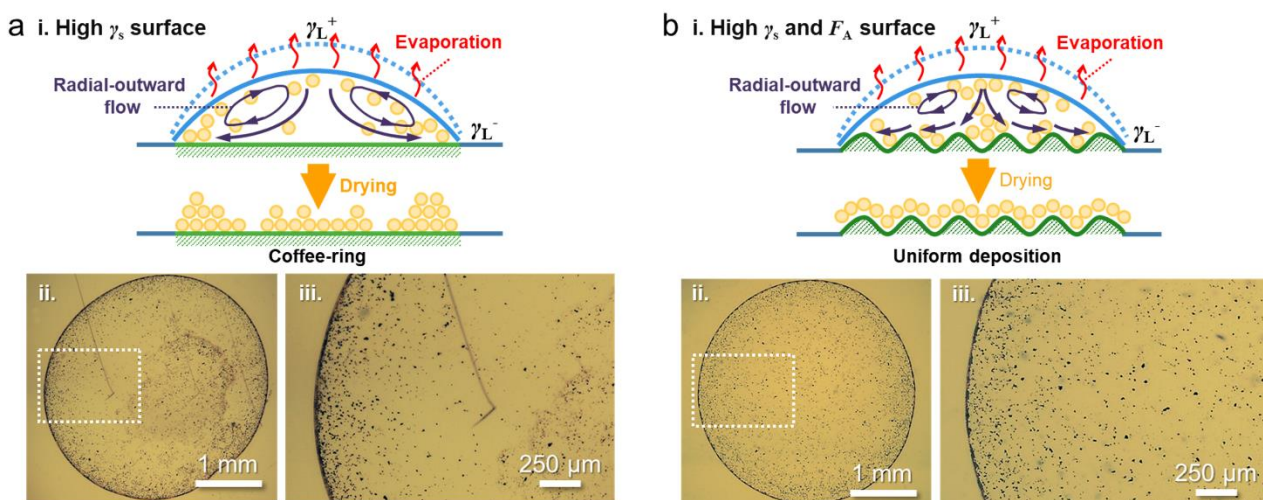 a i. High γs surface
γL+
Evaporation
Radial-outward
flow
γL-
Drying
Coffee-ring
ii.
1 mm
iii.
250 μm
b i. High γs and FA surface
γL+
Evaporation
Radial-outward
flow
γL-
Drying
Uniform deposition
ii.
1 mm
iii.
250 μm